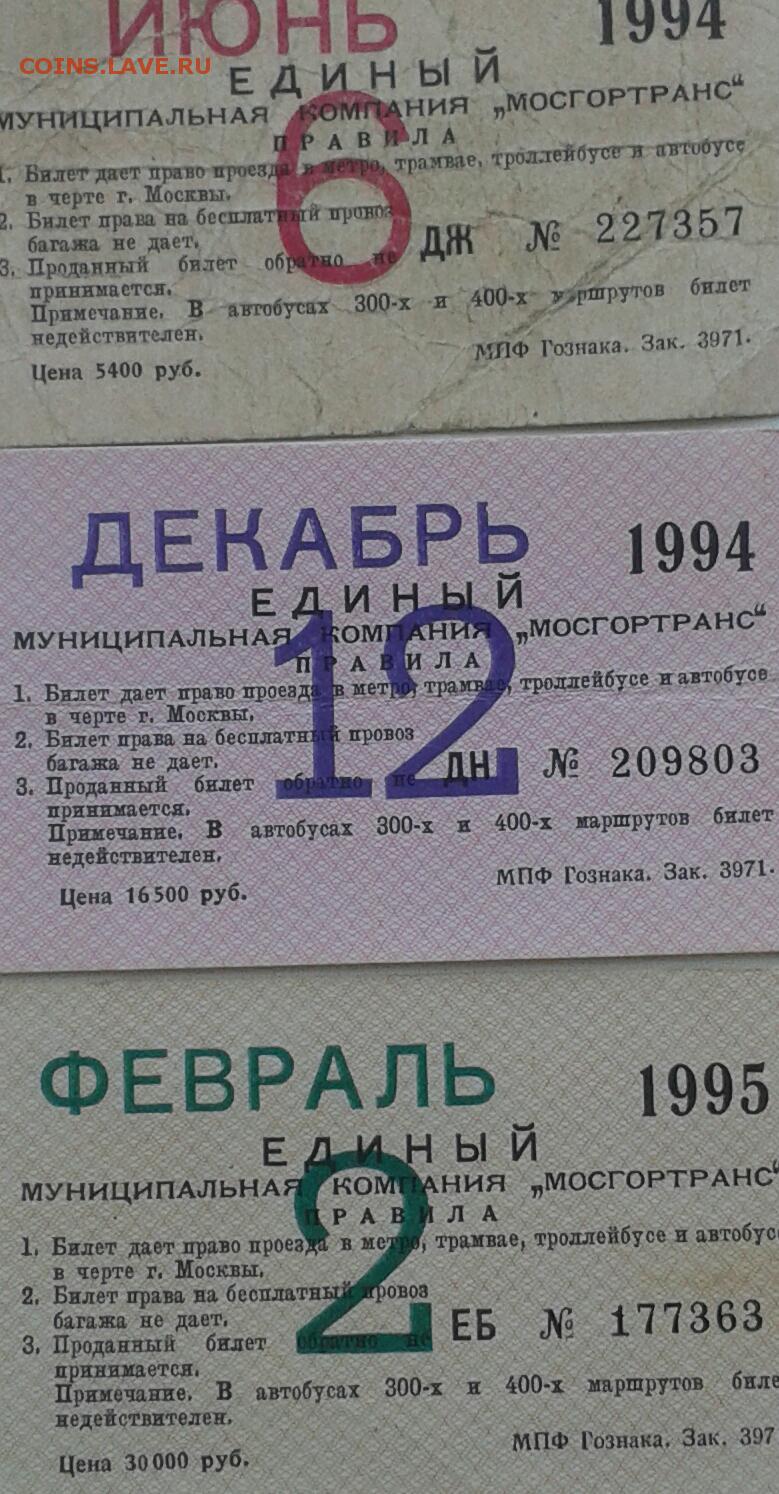 ИЮНЬ 1994
COINS.LAVE.RU
ЕДИНЫЙ
МУНИЦИПАЛЬНАЯ КОМПАНИЯ „МОСГОРТРАНС“
ПРАВИЛА
1. Билет дает право проезда в метро, трамвае, троллейбусе и автобусе
в черте г. Москвы.
2. Билет права на бесплатный провоз
багажа не дает.
6
ДЖ № 227357
3. Проданный билет обратно не
принимается.
Примечание. В автобусах 300-х и 400-х маршрутов билет
недействителен.
МПФ Гознака. Зак. 3971.
Цена 5400 руб.
ДЕКАБРЬ 1994
ЕДИНЫЙ
МУНИЦИПАЛЬНАЯ КОМПАНИЯ „МОСГОРТРАНС“
ПРАВИЛА
1. Билет дает право проезда в метро, трамвае, троллейбусе и автобусе
в черте г. Москвы.
2. Билет права на бесплатный провоз
багажа не дает.
12
ДН № 209803
3. Проданный билет обратно не
принимается.
Примечание. В автобусах 300-х и 400-х маршрутов билет
недействителен.
МПФ Гознака. Зак. 3971.
Цена 16500 руб.
ФЕВРАЛЬ 1995
ЕДИНЫЙ
МУНИЦИПАЛЬНАЯ КОМПАНИЯ „МОСГОРТРАНС“
ПРАВИЛА
1. Билет дает право проезда в метро, трамвае, троллейбусе и автобусе
в черте г. Москвы.
2. Билет права на бесплатный провоз
багажа не дает.
2
ЕБ № 177363
3. Проданный билет обратно не
принимается.
Примечание. В автобусах 300-х и 400-х маршрутов биле
недействителен.
МПФ Гознака. Зак. 397
Цена 30000 руб.